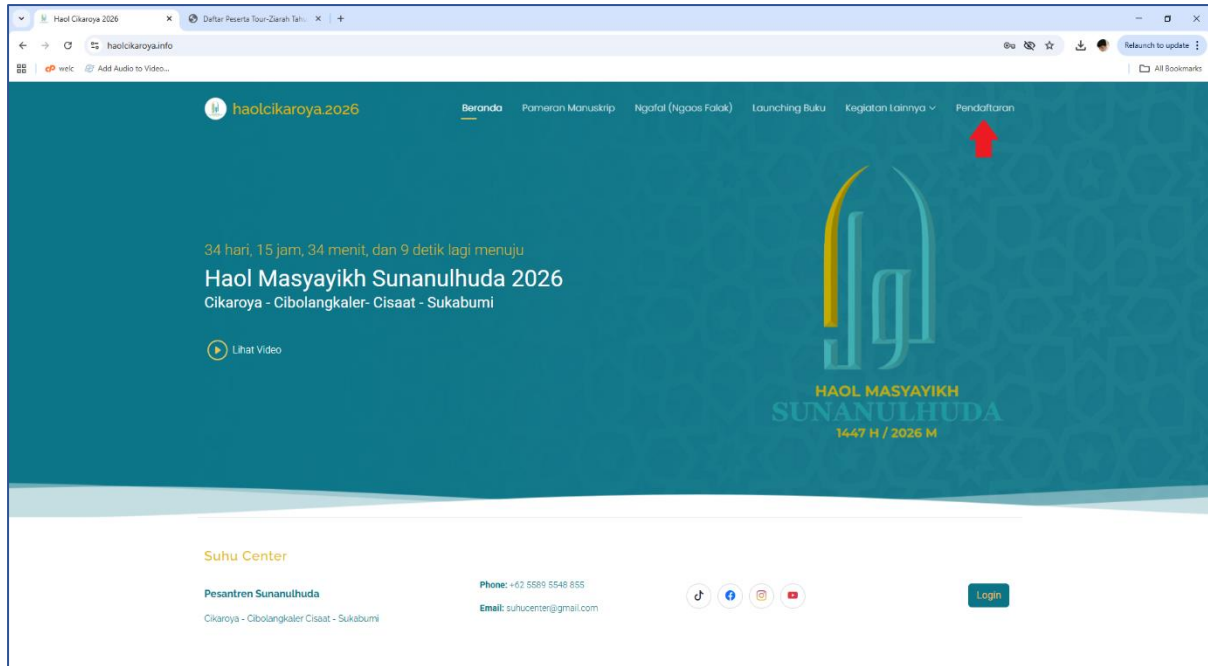 Haol Cikaroya 2026
Daftar Peserta Tour-Ziarah Tahu
haolcikaroya.info
Relaunch to update
welc
Add Audio to Video...
All Bookmarks
haolcikaroya.2026
Beranda
Pameran Manuskrip
Ngafal (Ngaos Falak)
Launching Buku
Kegiatan Lainnya
Pendaftaran
34 hari, 15 jam, 34 menit, dan 9 detik lagi menuju
Haol Masyayikh Sunanulhuda 2026
Cikaroya - Cibolangkaler- Cisaat - Sukabumi
Lihat Video
HAOL MASYAYIKH
SUNANULHUDA
1447 H / 2026 M
Suhu Center
Pesantren Sunanulhuda
Cikaroya - Cibolangkaler Cisaat - Sukabumi
Phone: +62 5589 5548 855
Email: suhucenter@gmail.com
Login